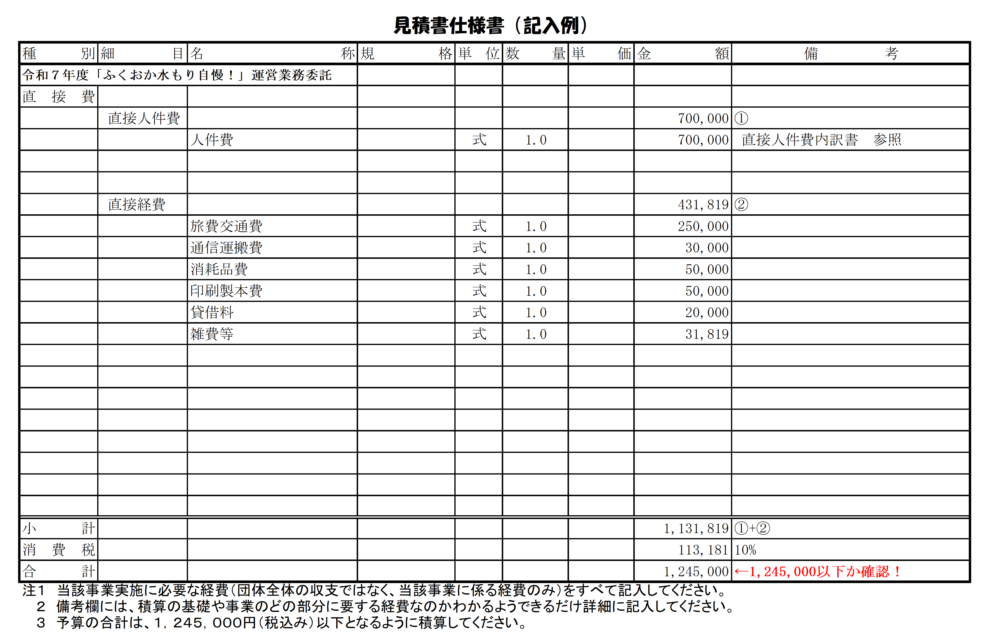 見積書仕様書（記入例）
種別 細目 名称 規格 単位 数量 単価 金額 備考
令和７年度「ふくおか水もり自慢！」運営業務委託
直接費
直接人件費 700,000 ①
人件費 式 1.0 700,000 直接人件費内訳書　参照
直接経費 431,819 ②
旅費交通費 式 1.0 250,000
通信運搬費 式 1.0 30,000
消耗品費 式 1.0 50,000
印刷製本費 式 1.0 50,000
貸借料 式 1.0 20,000
雑費等 式 1.0 31,819
小計 1,131,819 ①+②
消費税 113,181 10%
合計 1,245,000 ←1,245,000以下か確認！
注１　当該事業実施に必要な経費（団体全体の収支ではなく、当該事業に係る経費のみ）をすべて記入してください。
２　備考欄には、積算の基礎や事業のどの部分に要する経費なのかわかるようできるだけ詳細に記入してください。
３　予算の合計は、１，２４５，０００円（税込み）以下となるように積算してください。